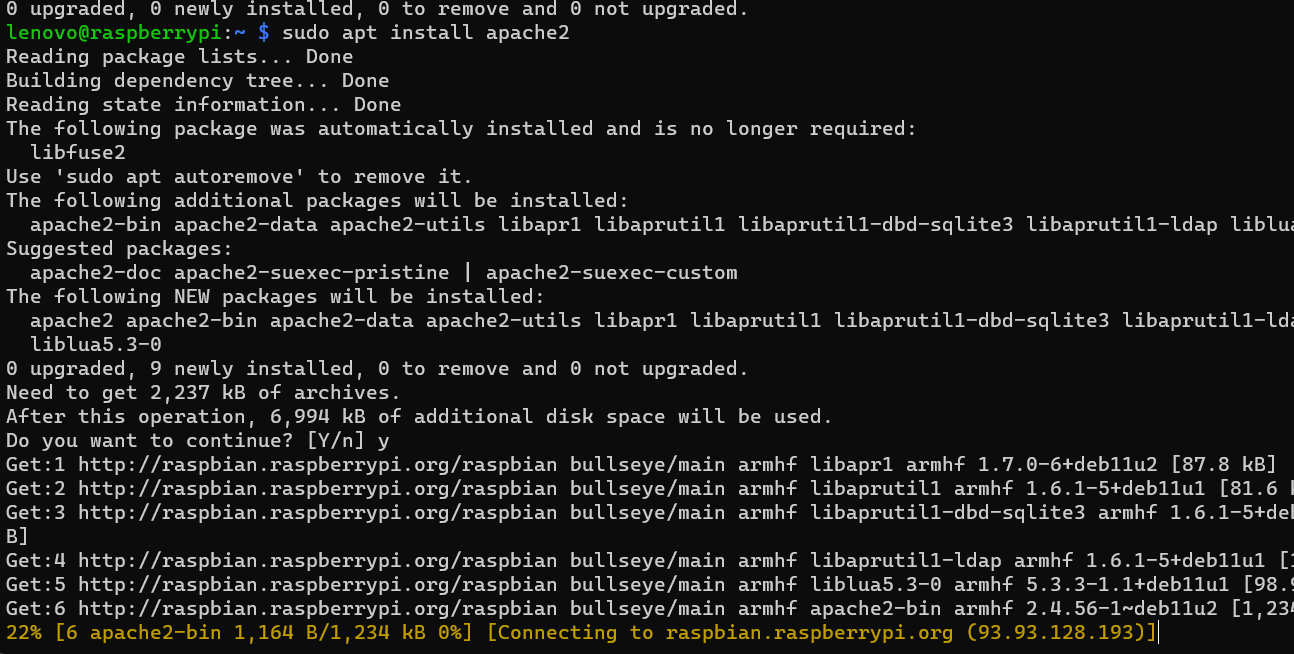 0 upgraded, 0 newly installed, 0 to remove and 0 not upgraded.
lenovo@raspberrypi:~ $ sudo apt install apache2
Reading package lists... Done
Building dependency tree... Done
Reading state information... Done
The following package was automatically installed and is no longer required:
  libfuse2
Use 'sudo apt autoremove' to remove it.
The following additional packages will be installed:
  apache2-bin apache2-data apache2-utils libapr1 libaprutil1 libaprutil1-dbd-sqlite3 libaprutil1-ldap liblua
Suggested packages:
  apache2-doc apache2-suexec-pristine | apache2-suexec-custom
The following NEW packages will be installed:
  apache2 apache2-bin apache2-data apache2-utils libapr1 libaprutil1 libaprutil1-dbd-sqlite3 libaprutil1-lda
  liblua5.3-0
0 upgraded, 9 newly installed, 0 to remove and 0 not upgraded.
Need to get 2,237 kB of archives.
After this operation, 6,994 kB of additional disk space will be used.
Do you want to continue? [Y/n] y
Get:1 http://raspbian.raspberrypi.org/raspbian bullseye/main armhf libapr1 armhf 1.7.0-6+deb11u2 [87.8 kB]
Get:2 http://raspbian.raspberrypi.org/raspbian bullseye/main armhf libaprutil1 armhf 1.6.1-5+deb11u1 [81.6 k
Get:3 http://raspbian.raspberrypi.org/raspbian bullseye/main armhf libaprutil1-dbd-sqlite3 armhf 1.6.1-5+de
B]
Get:4 http://raspbian.raspberrypi.org/raspbian bullseye/main armhf libaprutil1-ldap armhf 1.6.1-5+deb11u1 [1
Get:5 http://raspbian.raspberrypi.org/raspbian bullseye/main armhf liblua5.3-0 armhf 5.3.3-1.1+deb11u1 [98.9
Get:6 http://raspbian.raspberrypi.org/raspbian bullseye/main armhf apache2-bin armhf 2.4.56-1~deb11u2 [1,234
22% [6 apache2-bin 1,164 B/1,234 kB 0%] [Connecting to raspbian.raspberrypi.org (93.93.128.193)]